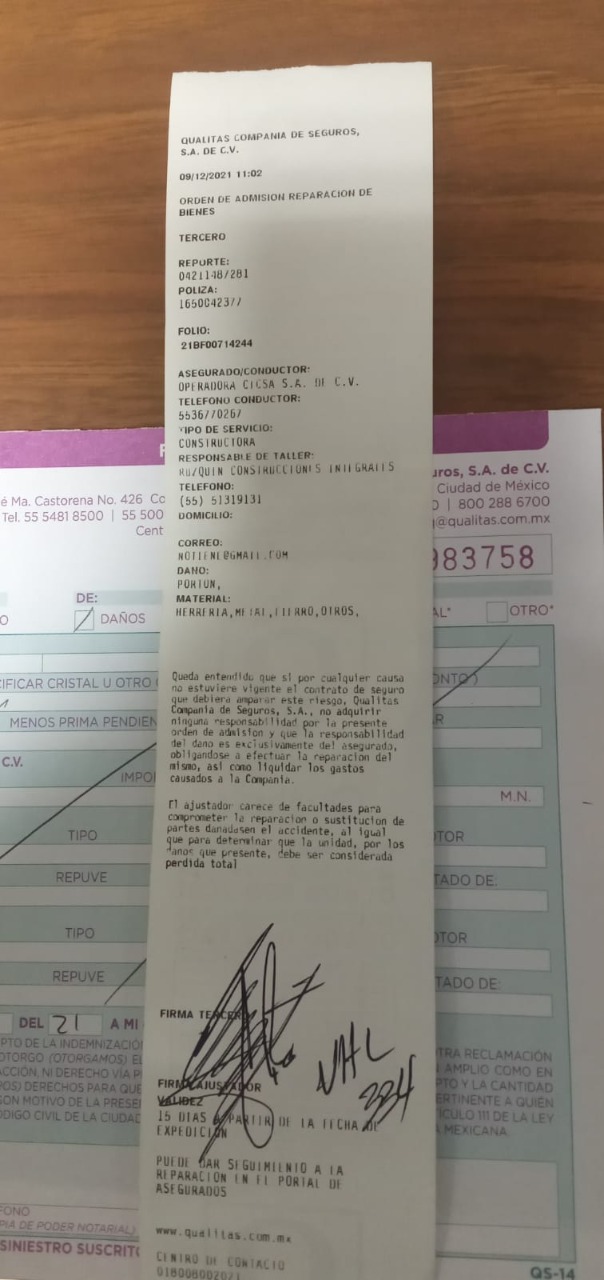 QUALITAS COMPANIA DE SEGUROS,
S.A. DE C.V.
09/12/2021 11:02
ORDEN DE ADMISION REPARACION DE
BIENES
TERCERO
REPORTE:
04211487281
POLIZA:
1650042377
FOLIO:
21BF00714244
ASEGURADO/CONDUCTOR:
OPERADORA CICSA S.A. DE C.V.
TELEFONO CONDUCTOR:
5536770267
TIPO DE SERVICIO:
CONSTRUCTORA
RESPONSABLE DE TALLER:
RUZQUIN CONSTRUCCIONES INTEGRALES
TELEFONO:
(55) 51319131
DOMICILIO:
CORREO:
NOTIENE@GMAIL.COM
DANO:
PORTON,
MATERIAL:
HERRERIA,METAL,FIERRO,OTROS,
Queda entendido que si por cualquier causa
no estuviere vigente el contrato de seguro
que debiera amparar este riesgo, Qualitas
Compania de Seguros, S.A., no adquirir
ninguna responsabilidad por la presente
orden de admision y que la responsabilidad
del dano es exclusivamente del asegurado,
obligandose a efectuar la reparacion del
mismo, asi como liquidar los gastos
causados a la Compania.
El ajustador carece de facultades para
comprometer la reparacion o sustitucion de
partes danadasen el accidente, al igual
que para determinar que la unidad, por los
danos que presente, debe ser considerada
perdida total
FIRMA TERCERO
FIRMA AJUSTADOR
VALIDEZ
15 DIAS A PARTIR DE LA FECHA DE
EXPEDICION
PUEDE DAR SEGUIMIENTO A LA
REPARACION EN EL PORTAL DE
ASEGURADOS
www.qualitas.com.mx
CENTRO DE CONTACTO
018008002021
é Ma. Castorena No. 426
Tel. 55 5481 8500 | 55 500
Cent
DE:
DAÑOS
IFICAR CRISTAL U OTRO (
MENOS PRIMA PENDIEN
C.V.
IMPO
TIPO
REPUVE
TIPO
REPUVE
DEL 21 A MI
PTO DE LA INDEMNIZACIÓ
OTORGO (OTORGAMOS) EL
CCIÓN, NI DERECHO VÍA P
ROS) DERECHOS PARA QUE
SON MOTIVO DE LA PRESE
DIGO CIVIL DE LA CIUDAD
FONO
PIA DE PODER NOTARIAL)
SINIESTRO SUSCRITO
uros, S.A. de C.V.
Ciudad de México
| 800 288 6700
@qualitas.com.mx
983758
AL*
OTRO*
ONTO)
M.N.
OTOR
TADO DE:
OTOR
TADO DE:
TRA RECLAMACIÓN
AMPLIO COMO EN
PTO Y LA CANTIDAD
ERTINENTE A QUIEN
ÍCULO 111 DE LA LEY
MEXICANA.
QS-14